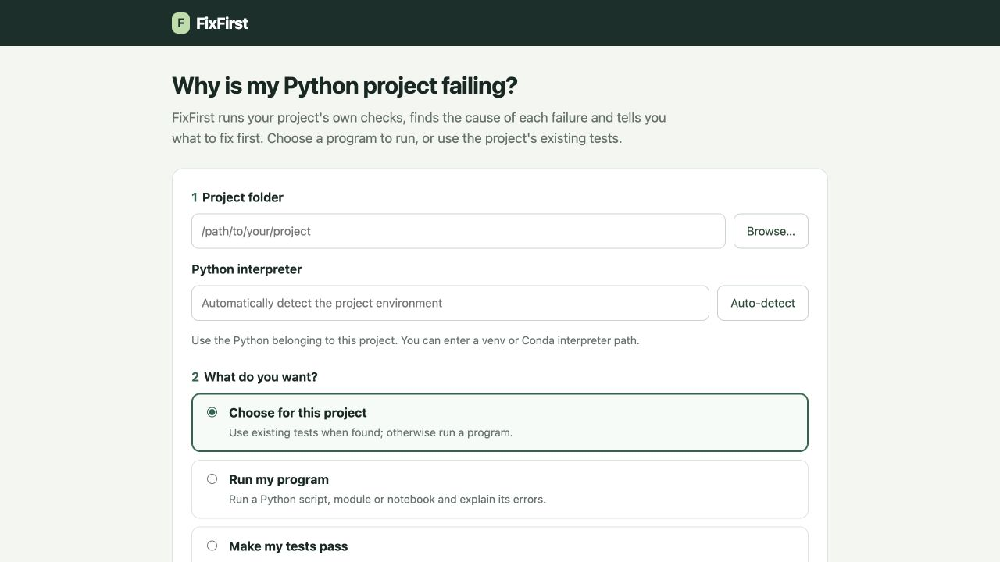 F FixFirst
Why is my Python project failing?
FixFirst runs your project's own checks, finds the cause of each failure and tells you
what to fix first. Choose a program to run, or use the project's existing tests.
1 Project folder
/path/to/your/project
Browse...
Python interpreter
Automatically detect the project environment
Auto-detect
Use the Python belonging to this project. You can enter a venv or Conda interpreter path.
2 What do you want?
Choose for this project
Use existing tests when found; otherwise run a program.
Run my program
Run a Python script, module or notebook and explain its errors.
Make my tests pass